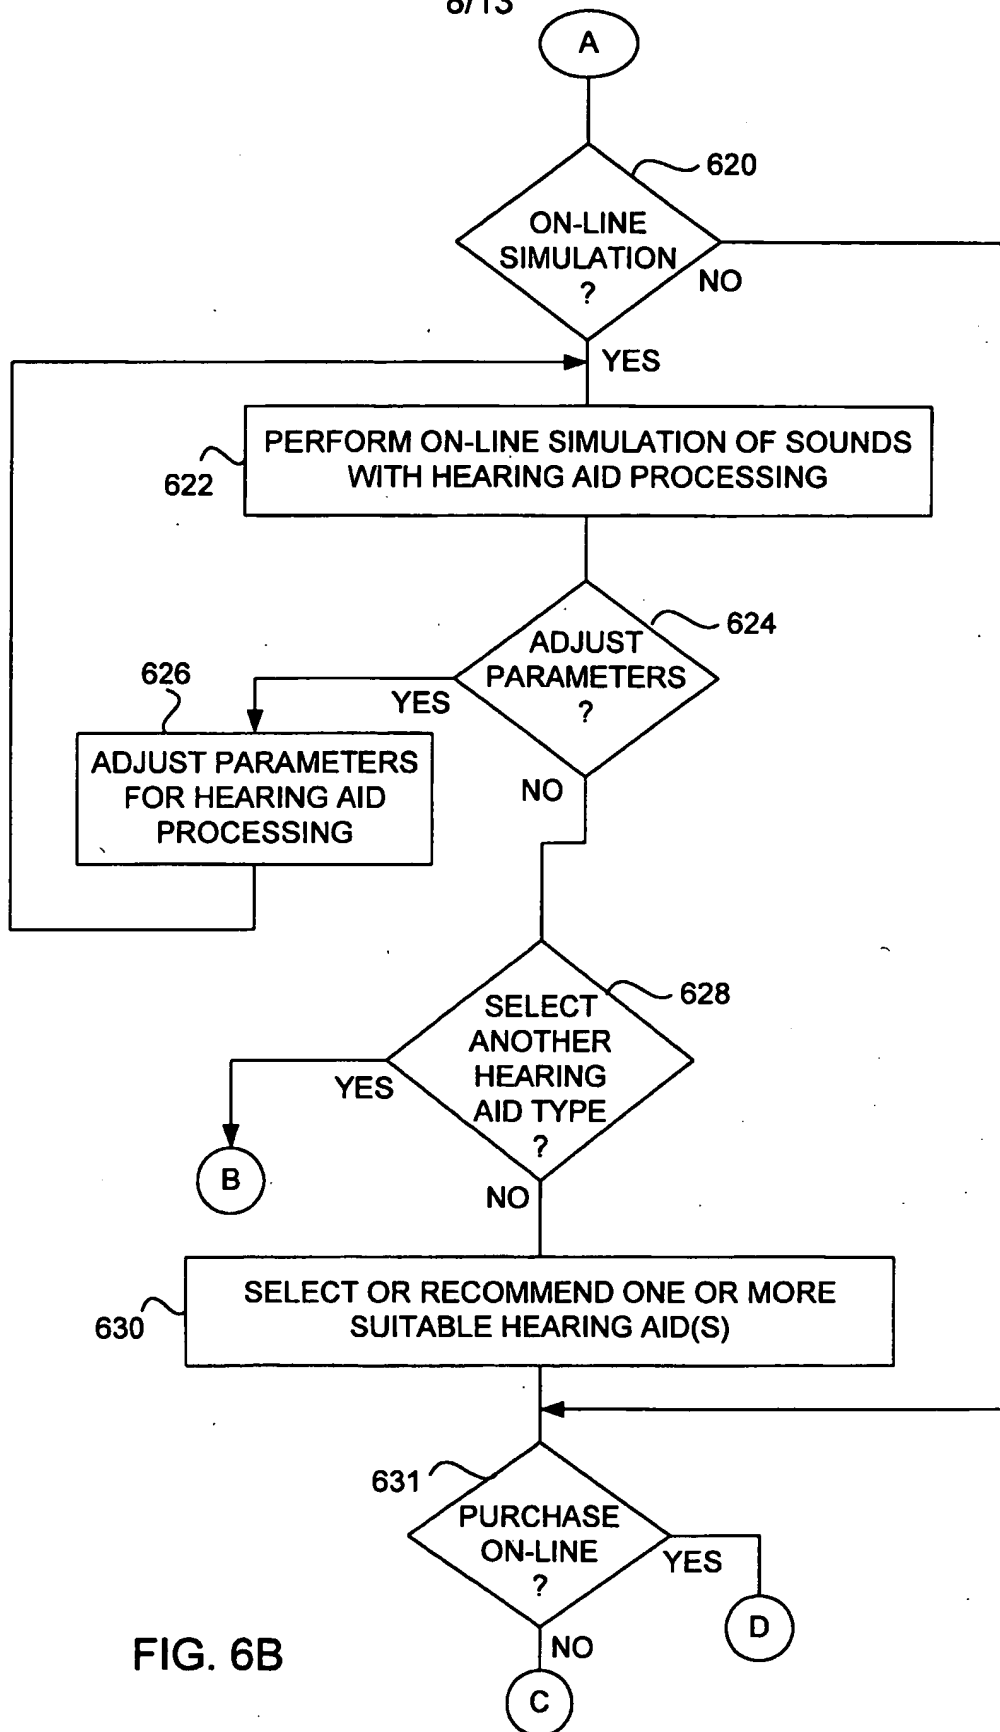 8/13
A
620
ON-LINE
SIMULATION
?
NO
YES
PERFORM ON-LINE SIMULATION OF SOUNDS
WITH HEARING AID PROCESSING
622
624
ADJUST
PARAMETERS
?
YES
626
ADJUST PARAMETERS
FOR HEARING AID
PROCESSING
NO
628
SELECT
ANOTHER
HEARING
AID TYPE
?
YES
B
NO
SELECT OR RECOMMEND ONE OR MORE
SUITABLE HEARING AID(S)
630
631
PURCHASE
ON-LINE
?
YES
D
NO
C
FIG. 6B